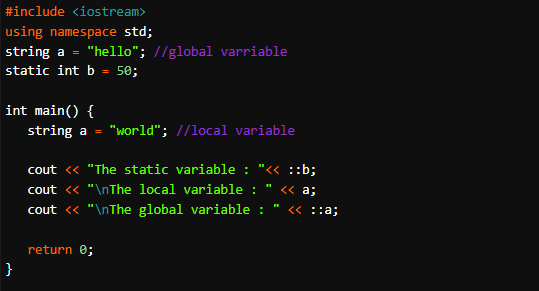 #include <iostream>
using namespace std;
string a = "hello"; //global varriable
static int b = 50;
int main() {
string a = "world"; //local variable
cout << "The static variable : "<< ::b;
cout << "\nThe local variable : " << a;
cout << "\nThe global variable : " << ::a;
return 0;
}